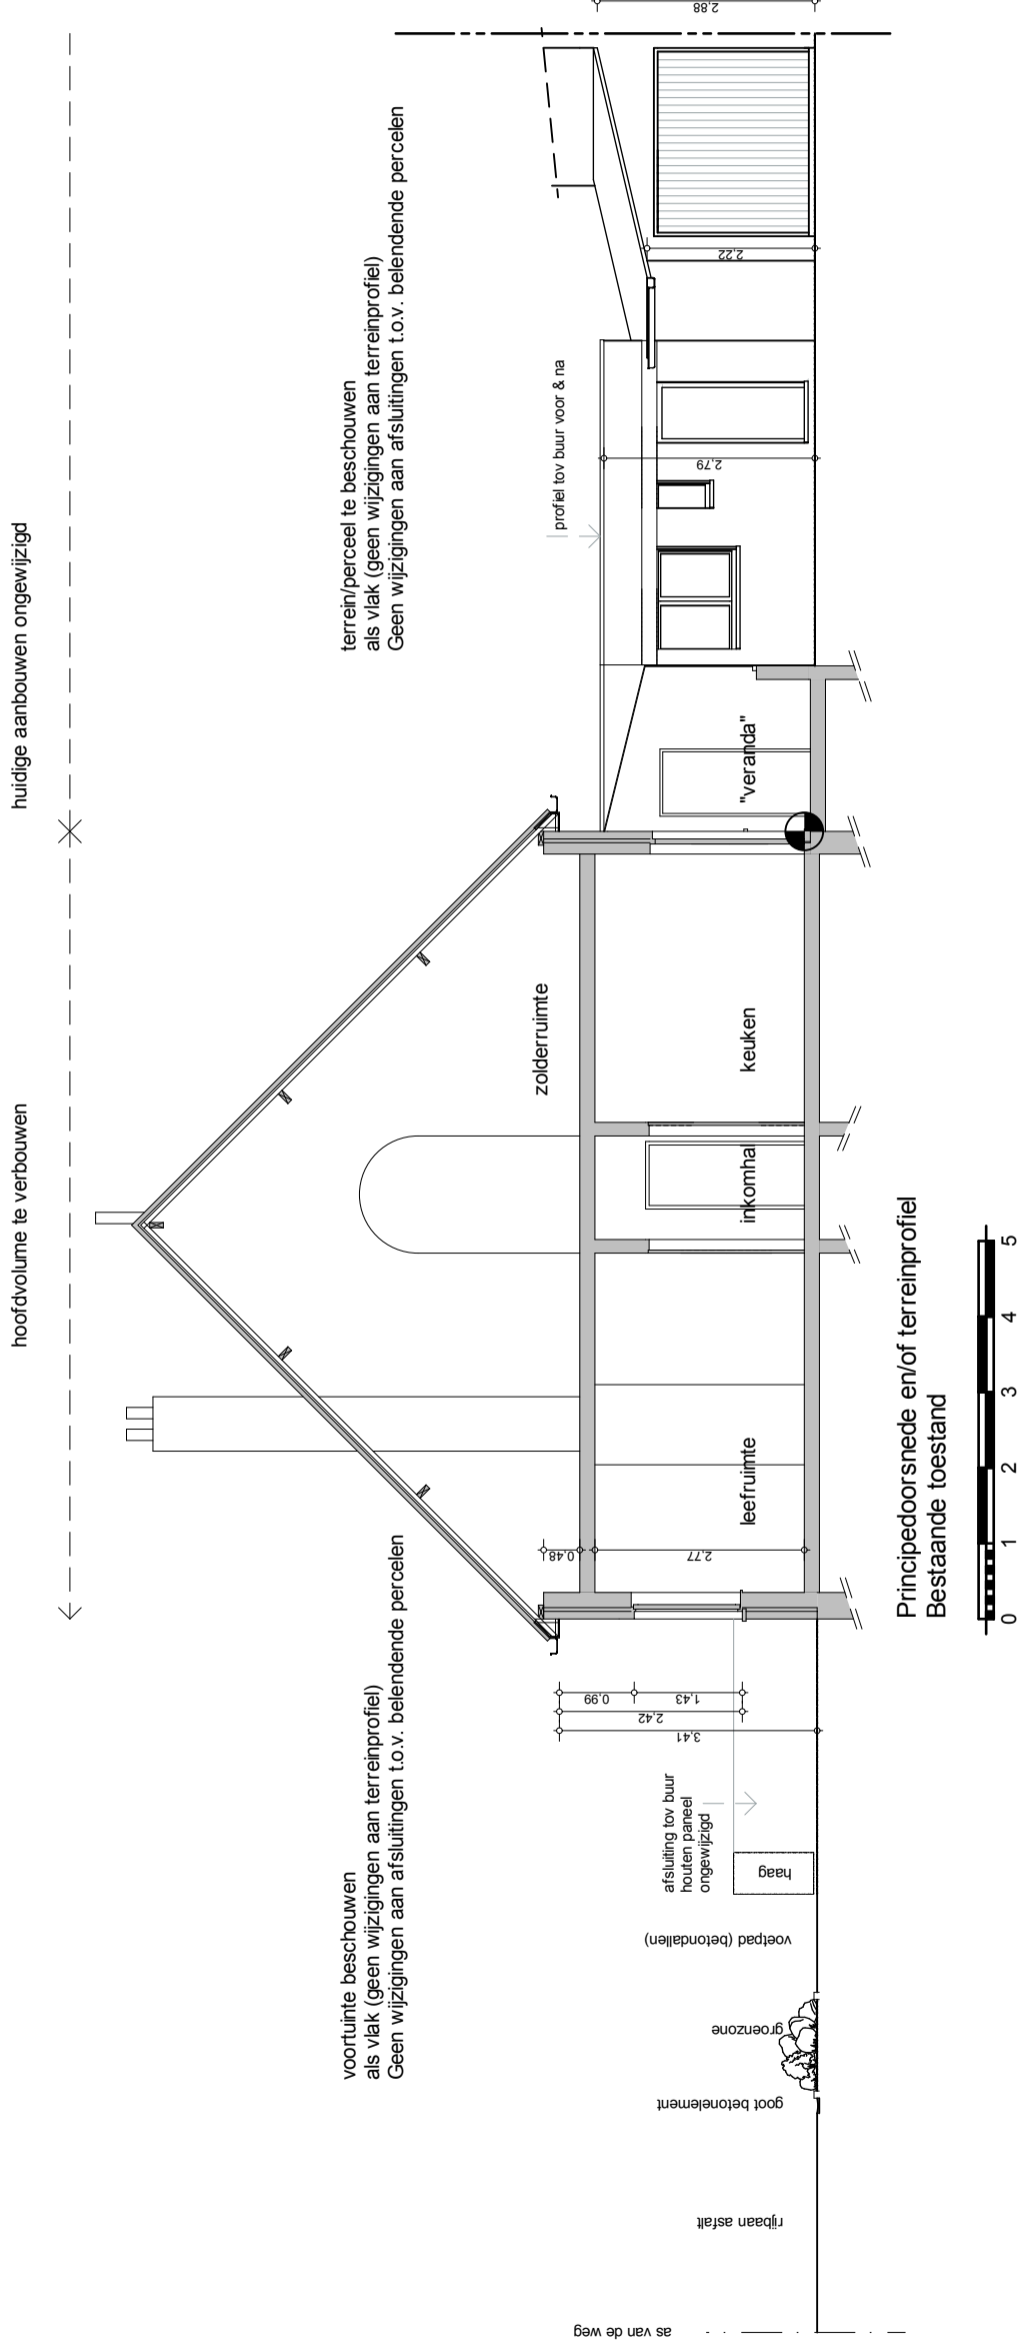 hoofdvolume te verbouwen
huidige aanbouwen ongewijzigd
voortuinte beschouwen
als vlak (geen wijzigingen aan terreinprofiel)
Geen wijzigingen aan afsluitingen t.o.v. belendende percelen
terrein/perceel te beschouwen
als vlak (geen wijzigingen aan terreinprofiel)
Geen wijzigingen aan afsluitingen t.o.v. belendende percelen
zolderruimte
profiel tov buur voor & na
as van de weg
rijbaan asfalt
goot betonelement
groenzone
voetpad (betondallen)
haag
afsluiting tov buur
houten paneel
ongewijzigd
3,41
2,42
0,99
1,43
0,48
2,77
leefruimte
inkomhal
keuken
"veranda"
2,79
2,22
2,88
Principedoorsnede en/of terreinprofiel
Bestaande toestand
0 1 2 3 4 5